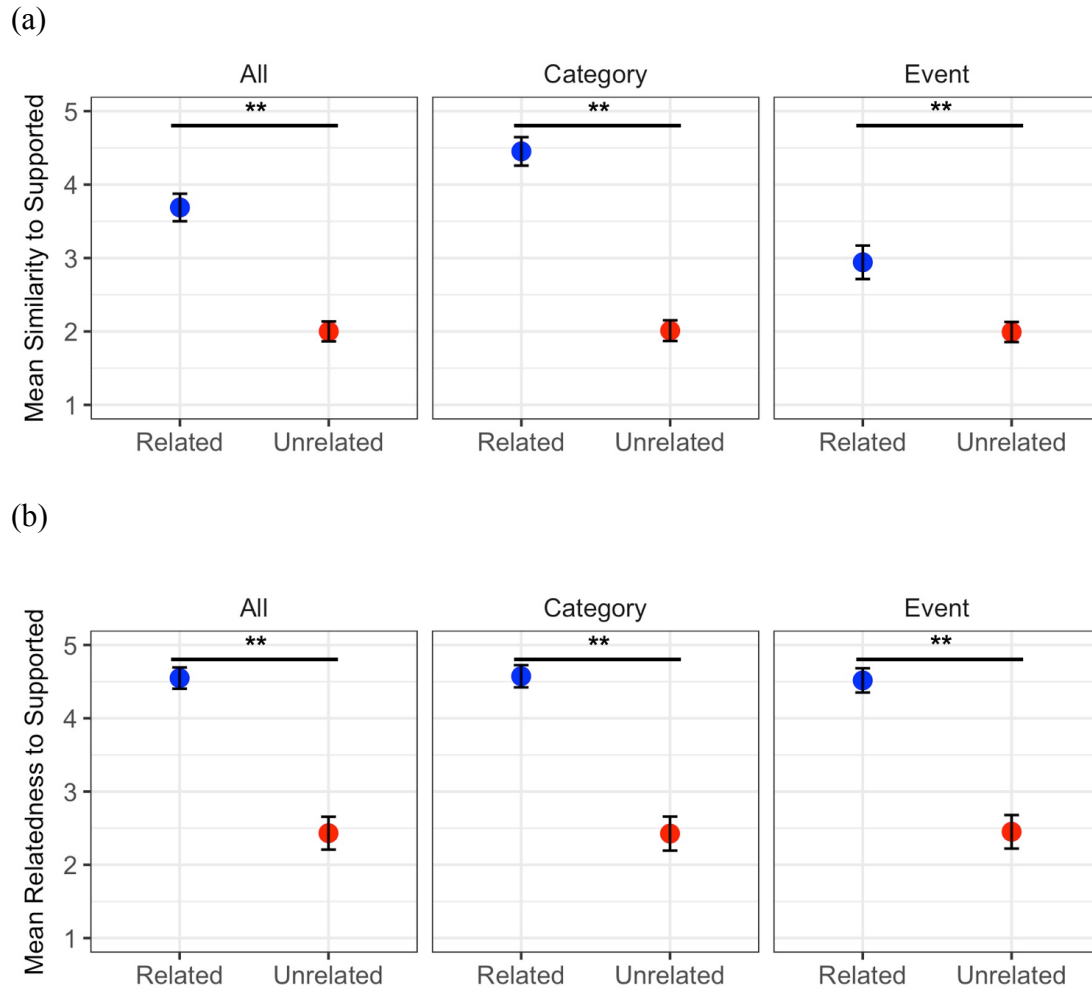 (a)
All Category Event
** ** **
Mean Similarity to Supported
5
4
3
2
1
Related Unrelated Related Unrelated Related Unrelated
(b)
All Category Event
** ** **
Mean Relatedness to Supported
5
4
3
2
1
Related Unrelated Related Unrelated Related Unrelated